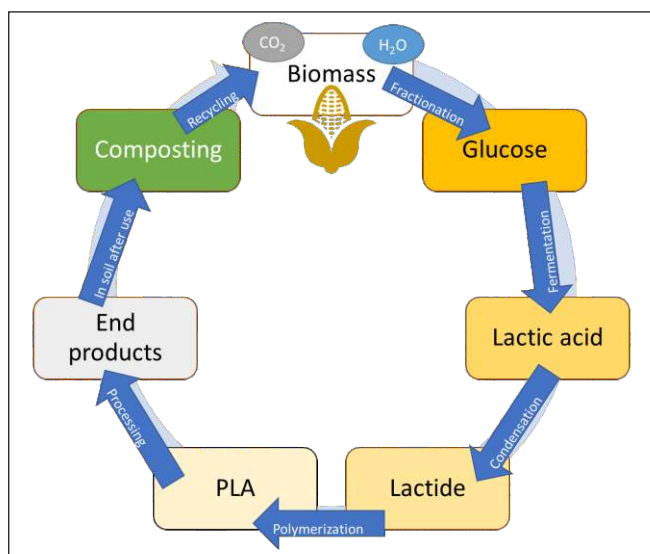 CO₂
H₂O
Biomass
Fractionation
Glucose
Fermentation
Lactic acid
Condensation
Lactide
Polymerization
PLA
Processing
End
products
In soil after use
Composting
Recycling